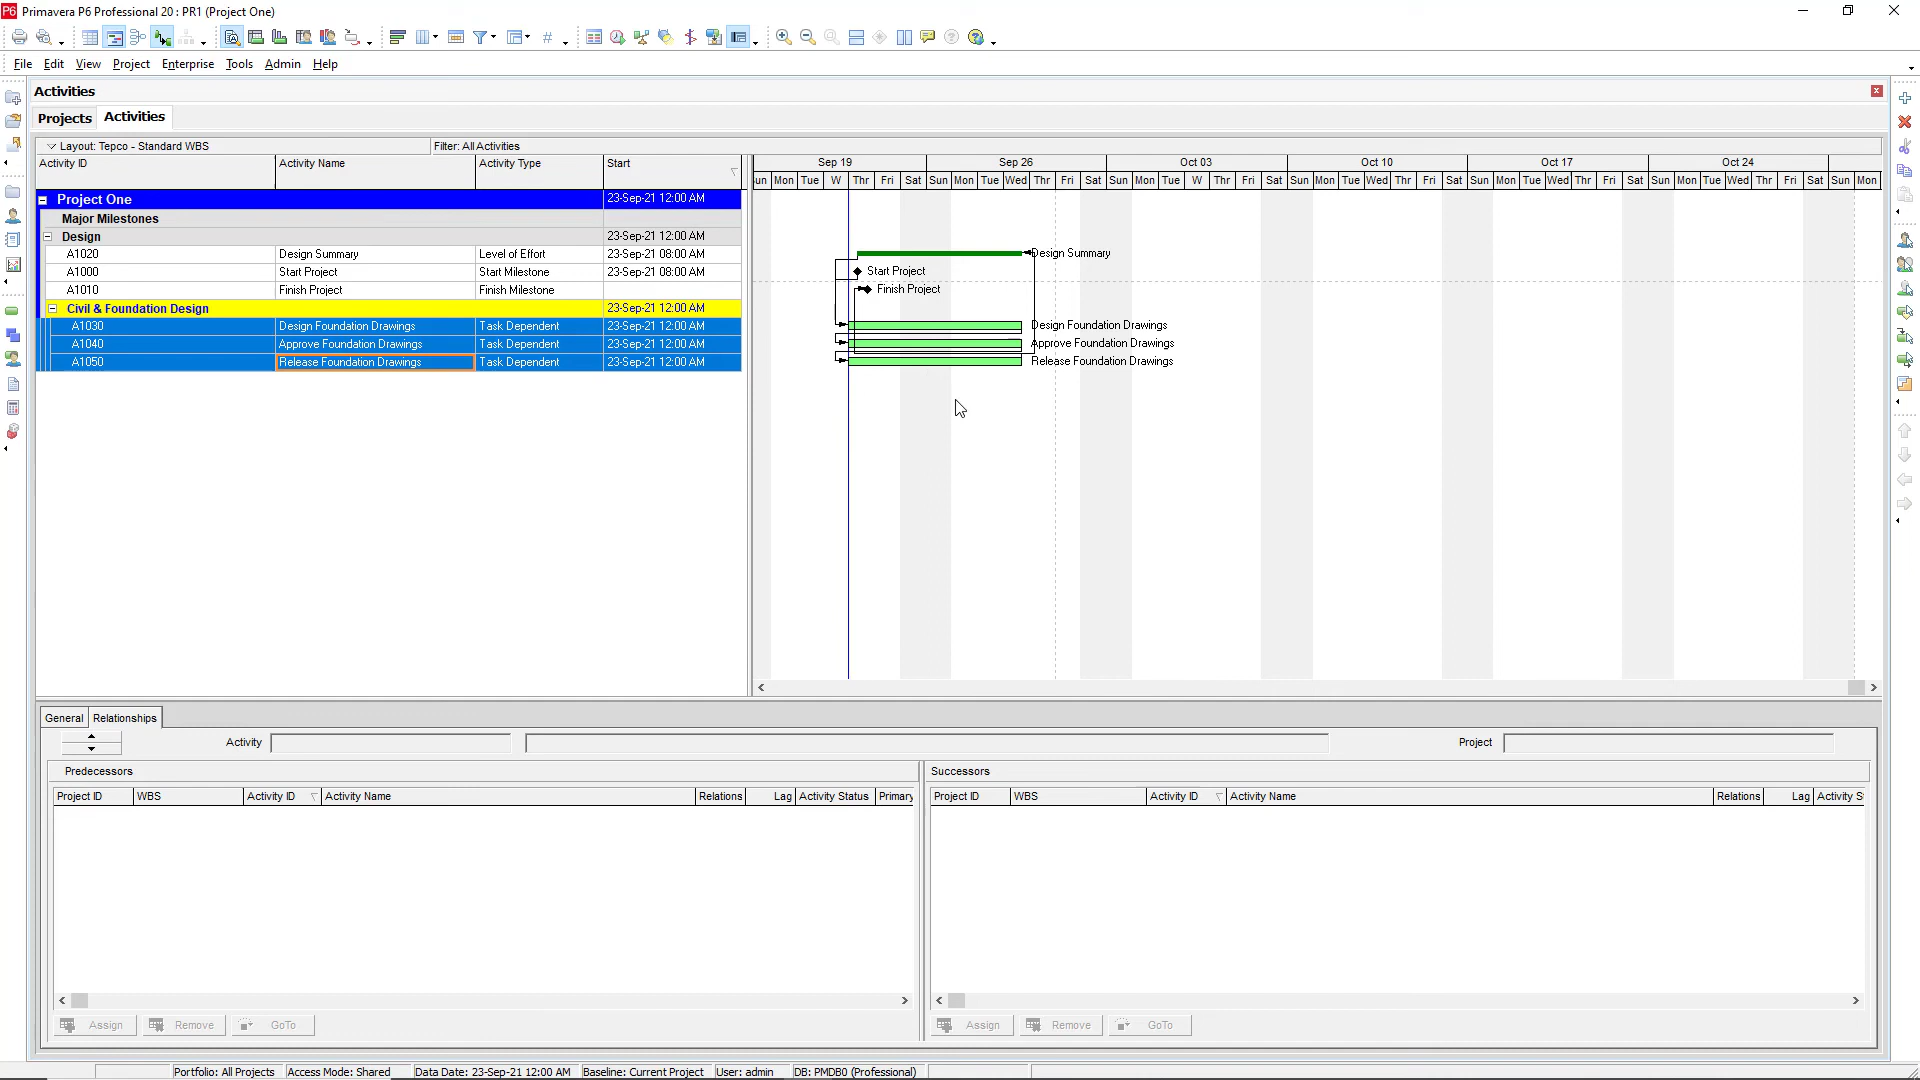 P6 Primavera P6 Professional 20 : PR1 (Project One)
File Edit View Project Enterprise Tools Admin Help
Activities
Projects Activities
Layout: Tepco - Standard WBS Filter: All Activities
Activity ID Activity Name Activity Type Start
Sep 19 Sep 26 Oct 03 Oct 10 Oct 17 Oct 24
un Mon Tue W Thr Fri Sat Sun Mon Tue Wed Thr Fri Sat Sun Mon Tue W Thr Fri Sat Sun Mon Tue Wed Thr Fri Sat Sun Mon Tue Wed Thr Fri Sat Sun Mon Tue Wed Thr Fri Sat Sun Mon
Project One 23-Sep-21 12:00 AM
Major Milestones
Design 23-Sep-21 12:00 AM
A1020 Design Summary Level of Effort 23-Sep-21 08:00 AM Design Summary
A1000 Start Project Start Milestone 23-Sep-21 08:00 AM Start Project
A1010 Finish Project Finish Milestone Finish Project
Civil & Foundation Design 23-Sep-21 12:00 AM
A1030 Design Foundation Drawings Task Dependent 23-Sep-21 12:00 AM Design Foundation Drawings
A1040 Approve Foundation Drawings Task Dependent 23-Sep-21 12:00 AM Approve Foundation Drawings
A1050 Release Foundation Drawings Task Dependent 23-Sep-21 12:00 AM Release Foundation Drawings
General Relationships
Activity Project
Predecessors Successors
Project ID WBS Activity ID Activity Name Relations Lag Activity Status Primary
Project ID WBS Activity ID Activity Name Relations Lag Activity S
Assign Remove GoTo Assign Remove GoTo
Portfolio: All Projects Access Mode: Shared Data Date: 23-Sep-21 12:00 AM Baseline: Current Project User: admin DB: PMDB0 (Professional)